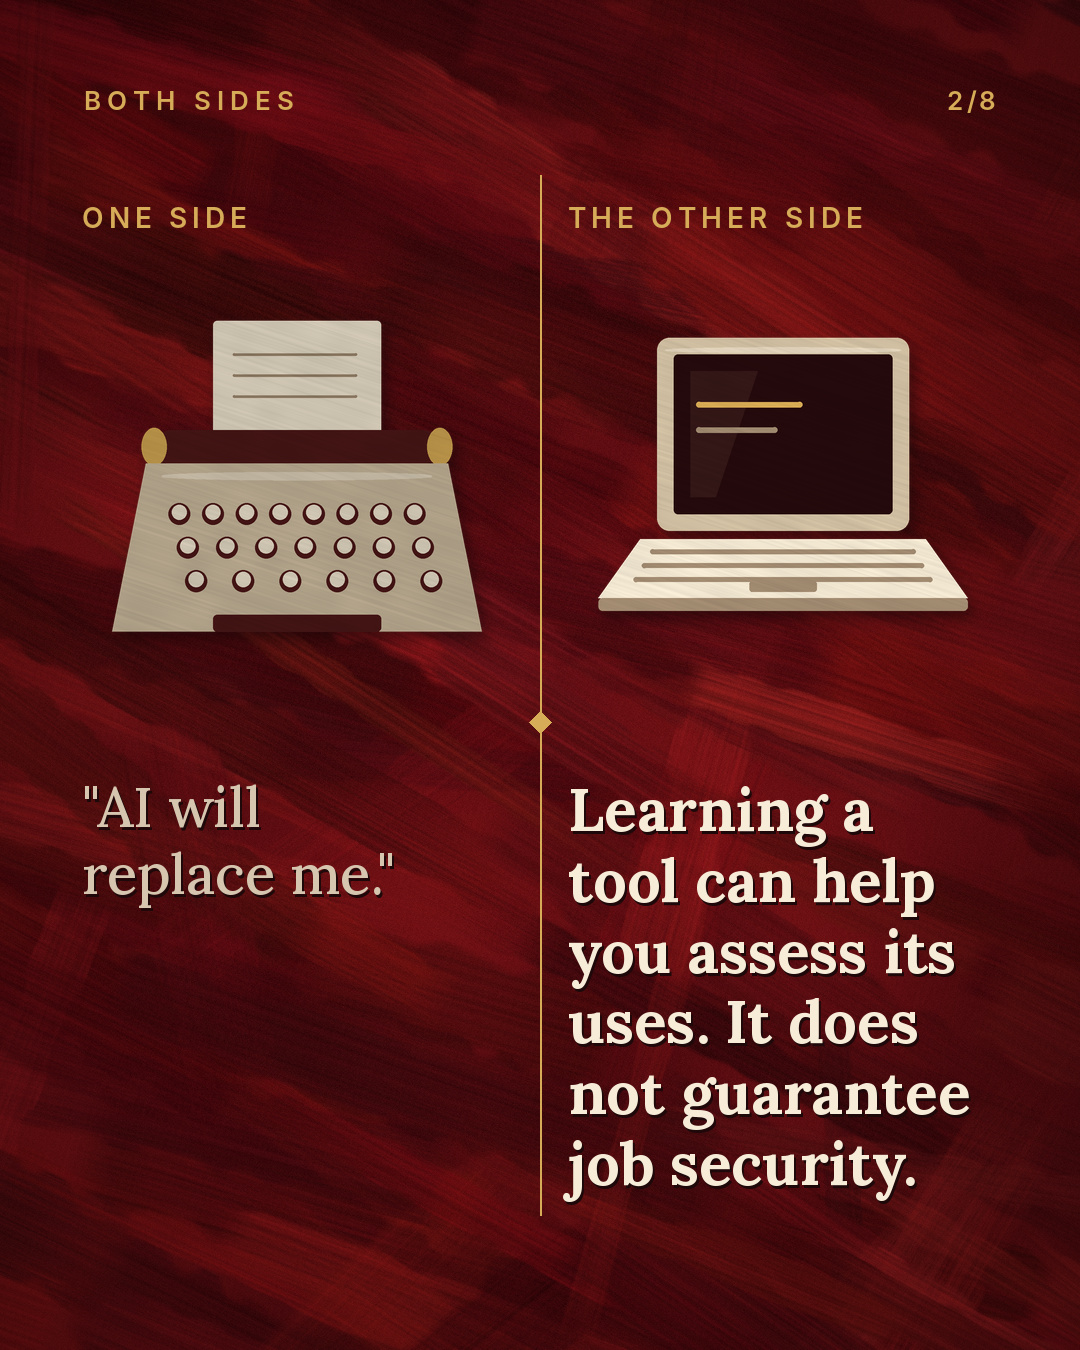 BOTH SIDES
2/8
ONE SIDE
"AI will
replace me."
THE OTHER SIDE
Learning a
tool can help
you assess its
uses. It does
not guarantee
job security.